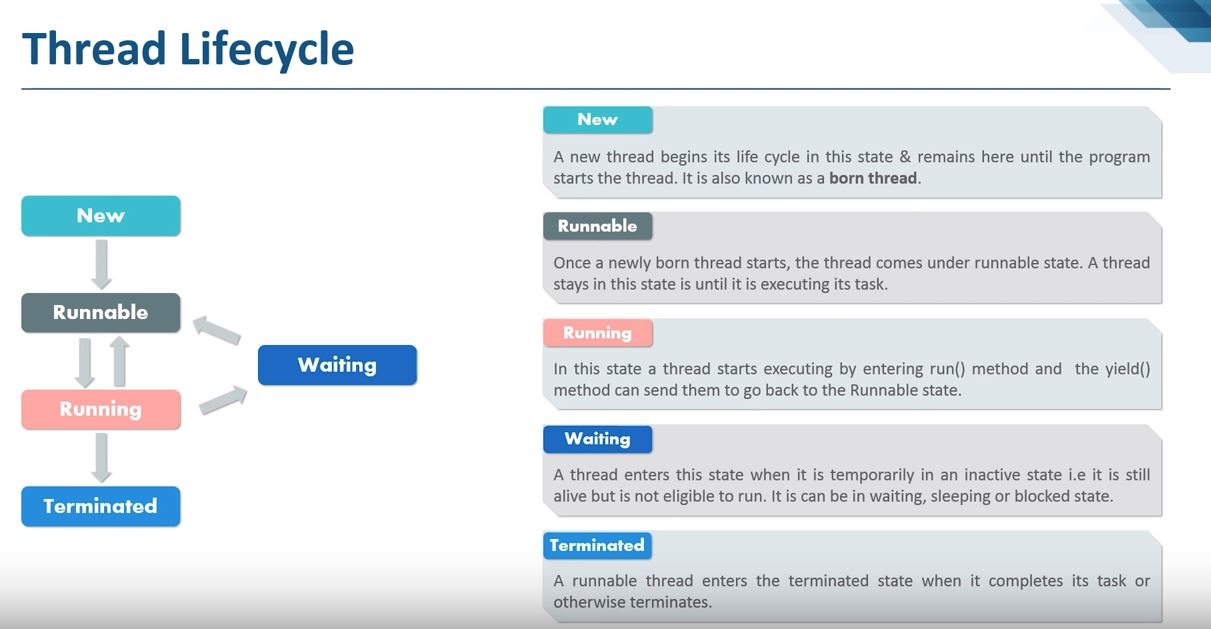 Thread Lifecycle
New
Runnable
Running
Waiting
Terminated
New
A new thread begins its life cycle in this state & remains here until the program
starts the thread. It is also known as a born thread.
Runnable
Once a newly born thread starts, the thread comes under runnable state. A thread
stays in this state is until it is executing its task.
Running
In this state a thread starts executing by entering run() method and the yield()
method can send them to go back to the Runnable state.
Waiting
A thread enters this state when it is temporarily in an inactive state i.e it is still
alive but is not eligible to run. It is can be in waiting, sleeping or blocked state.
Terminated
A runnable thread enters the terminated state when it completes its task or
otherwise terminates.